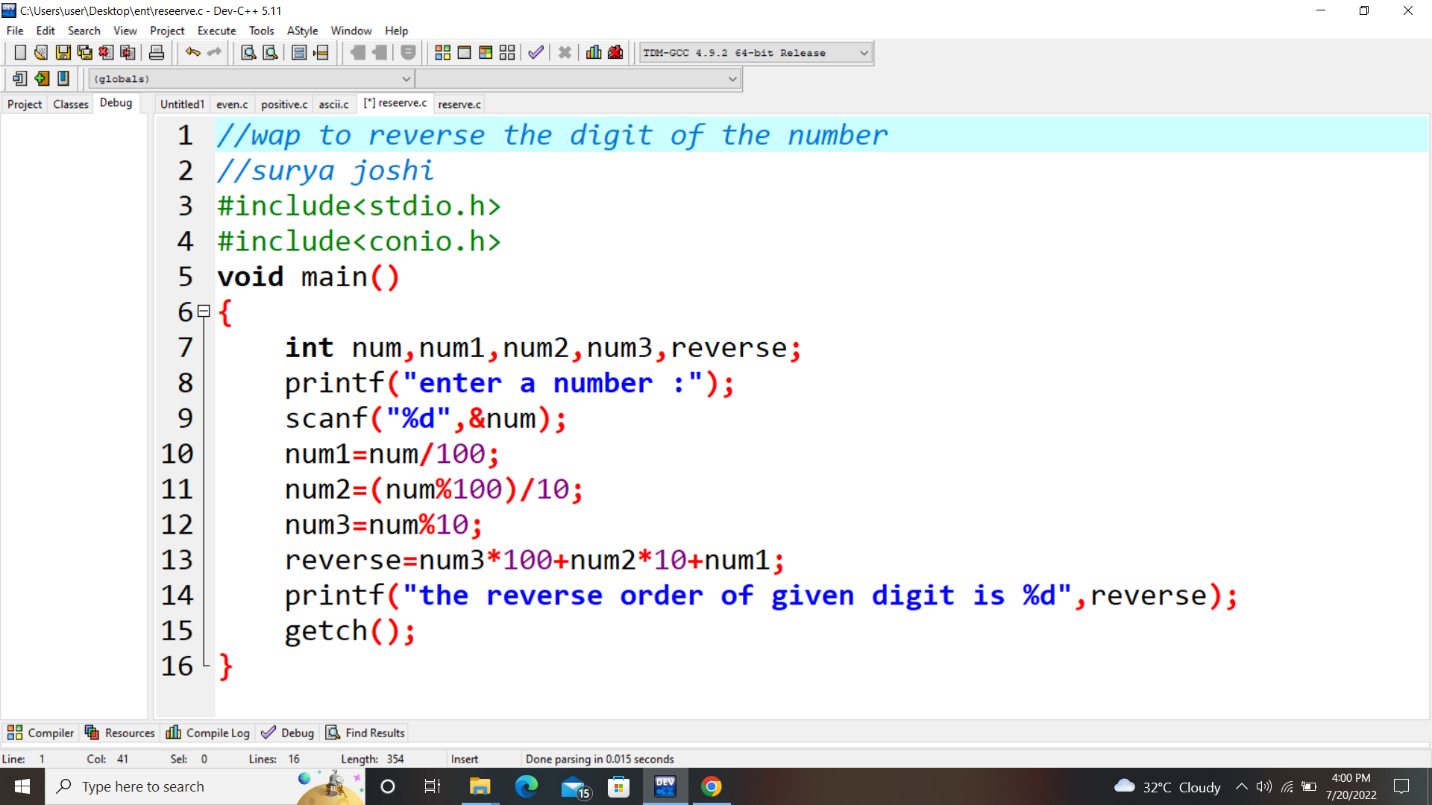 C:\Users\user\Desktop\ent\reseerve.c - Dev-C++ 5.11
File Edit Search View Project Execute Tools AStyle Window Help
TDM-GCC 4.9.2 64-bit Release
(globals)
Project Classes Debug Untitled1 even.c positive.c ascii.c [*] reseerve.c reserve.c
1 //wap to reverse the digit of the number
2 //surya joshi
3 #include<stdio.h>
4 #include<conio.h>
5 void main()
6 {
7 int num,num1,num2,num3,reverse;
8 printf("enter a number :");
9 scanf("%d",&num);
10 num1=num/100;
11 num2=(num%100)/10;
12 num3=num%10;
13 reverse=num3*100+num2*10+num1;
14 printf("the reverse order of given digit is %d",reverse);
15 getch();
16 }
Compiler Resources Compile Log Debug Find Results
Line: 1 Col: 41 Sel: 0 Lines: 16 Length: 354 Insert Done parsing in 0.015 seconds
Type here to search 15 DEV C++ 32°C Cloudy 4:00 PM
7/20/2022